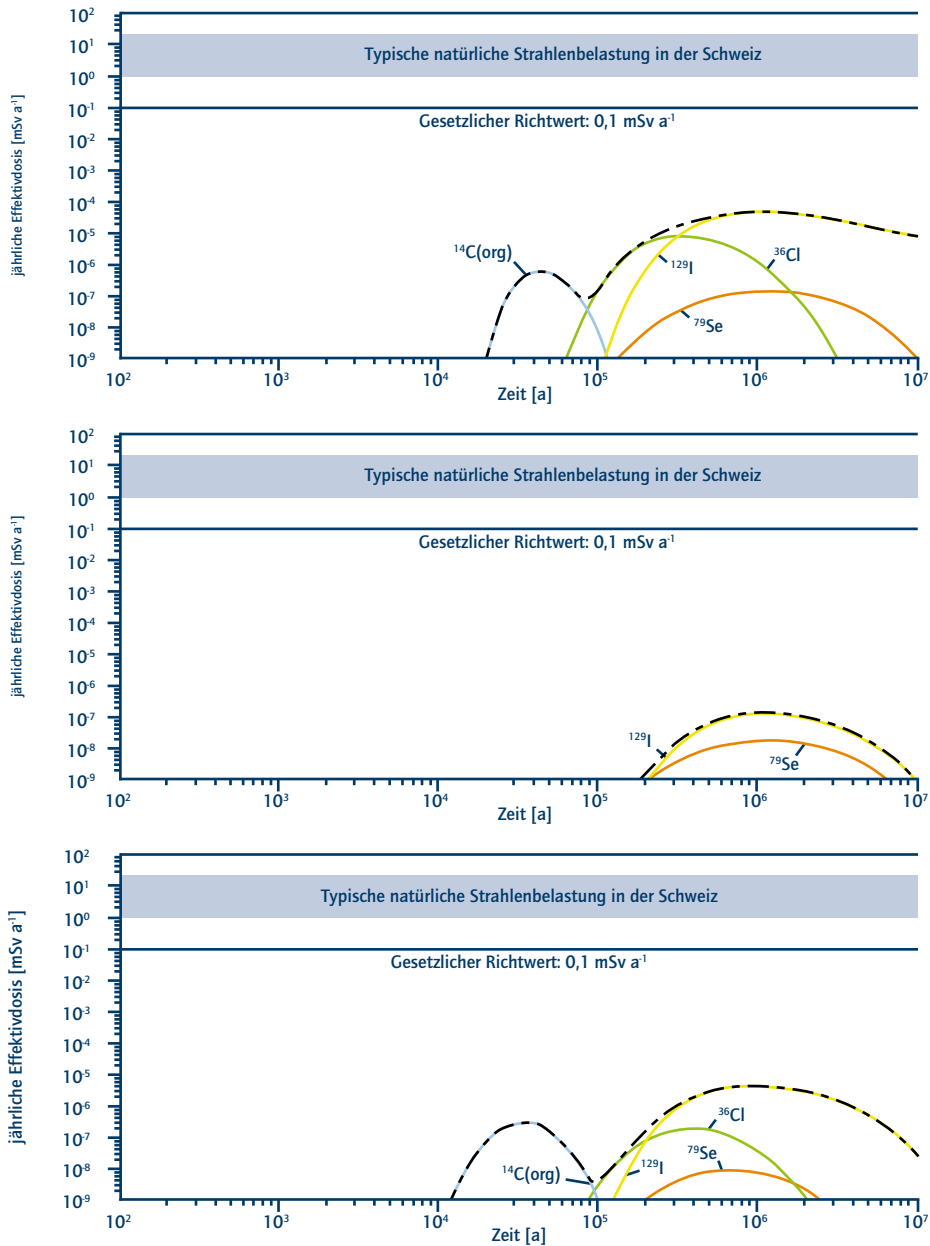 jährliche Effektivdosis [mSv a⁻¹]
10²
Typische natürliche Strahlenbelastung in der Schweiz
10¹
10⁰
10⁻¹
Gesetzlicher Richtwert: 0,1 mSv a⁻¹
10⁻²
10⁻³
10⁻⁴
10⁻⁵
¹⁴C(org)
¹²⁹I
³⁶Cl
10⁻⁶
10⁻⁷
⁷⁹Se
10⁻⁸
10⁻⁹
10² 10³ 10⁴ 10⁵ 10⁶ 10⁷
Zeit [a]
jährliche Effektivdosis [mSv a⁻¹]
10²
10¹
Typische natürliche Strahlenbelastung in der Schweiz
10⁰
10⁻¹
Gesetzlicher Richtwert: 0,1 mSv a⁻¹
10⁻²
10⁻³
10⁻⁴
10⁻⁵
10⁻⁶
10⁻⁷
¹²⁹I
10⁻⁸
⁷⁹Se
10⁻⁹
10² 10³ 10⁴ 10⁵ 10⁶ 10⁷
Zeit [a]
jährliche Effektivdosis [mSv a⁻¹]
10²
10¹
Typische natürliche Strahlenbelastung in der Schweiz
10⁰
10⁻¹
Gesetzlicher Richtwert: 0,1 mSv a⁻¹
10⁻²
10⁻³
10⁻⁴
10⁻⁵
10⁻⁶
³⁶Cl
10⁻⁷
⁷⁹Se
10⁻⁸
¹⁴C(org)
¹²⁹I
10⁻⁹
10² 10³ 10⁴ 10⁵ 10⁶ 10⁷
Zeit [a]